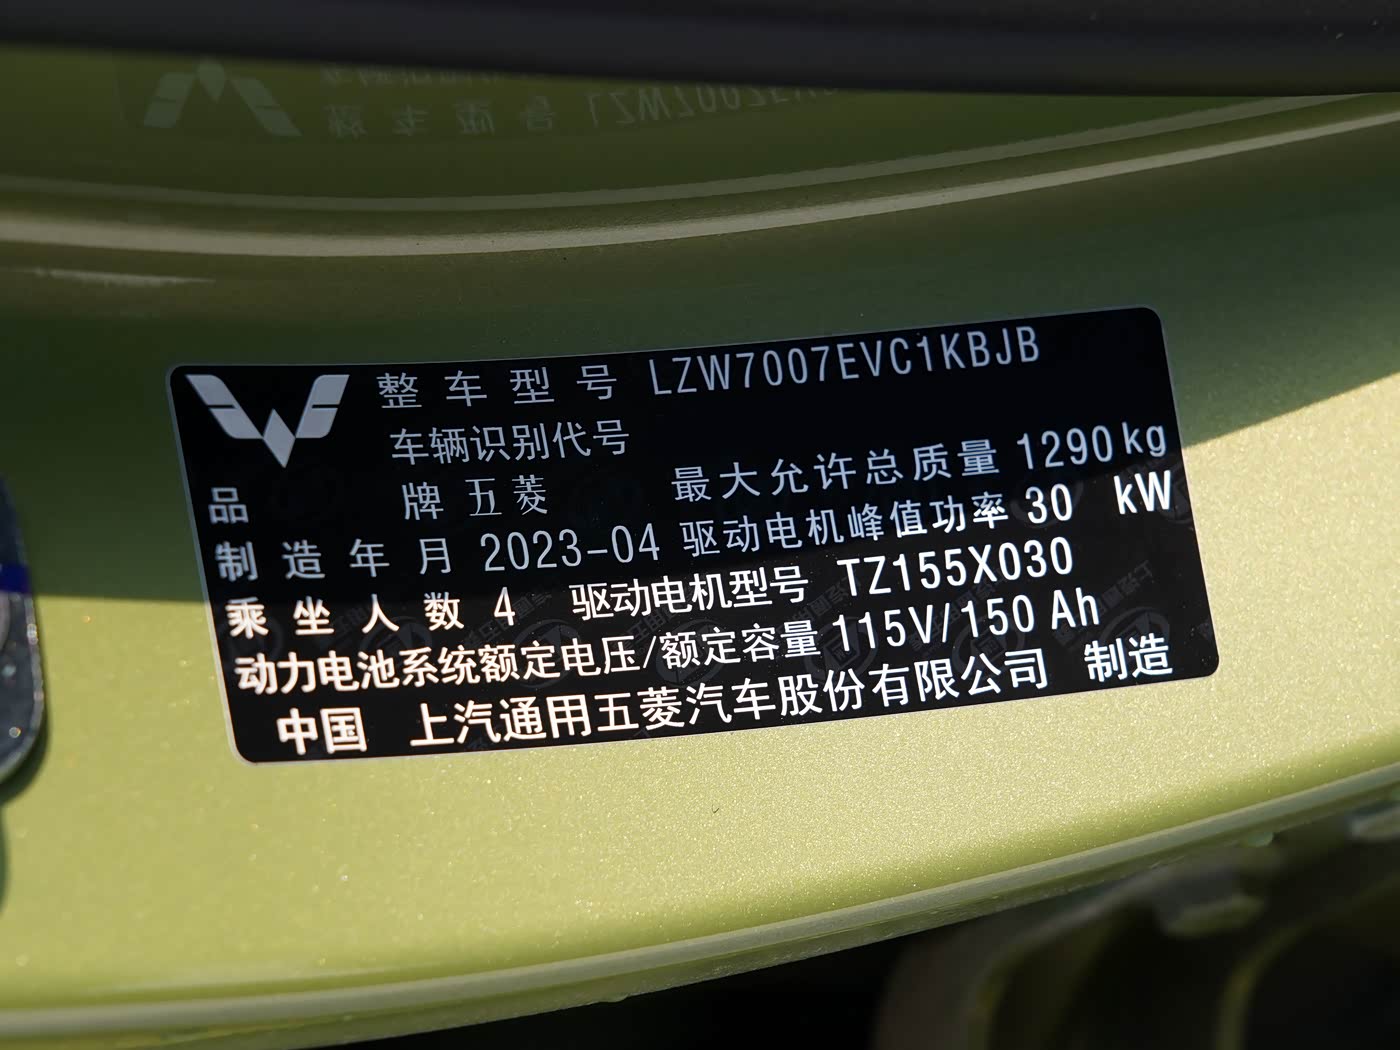 整车型号 LZW7007EVC1KBJB
车辆识别代号
品牌 五菱 最大允许总质量 1290kg
制造年月 2023-04 驱动电机峰值功率 30 kW
乘坐人数 4 驱动电机型号 TZ155X030
动力电池系统额定电压/额定容量 115V/150 Ah
中国 上汽通用五菱汽车股份有限公司 制造